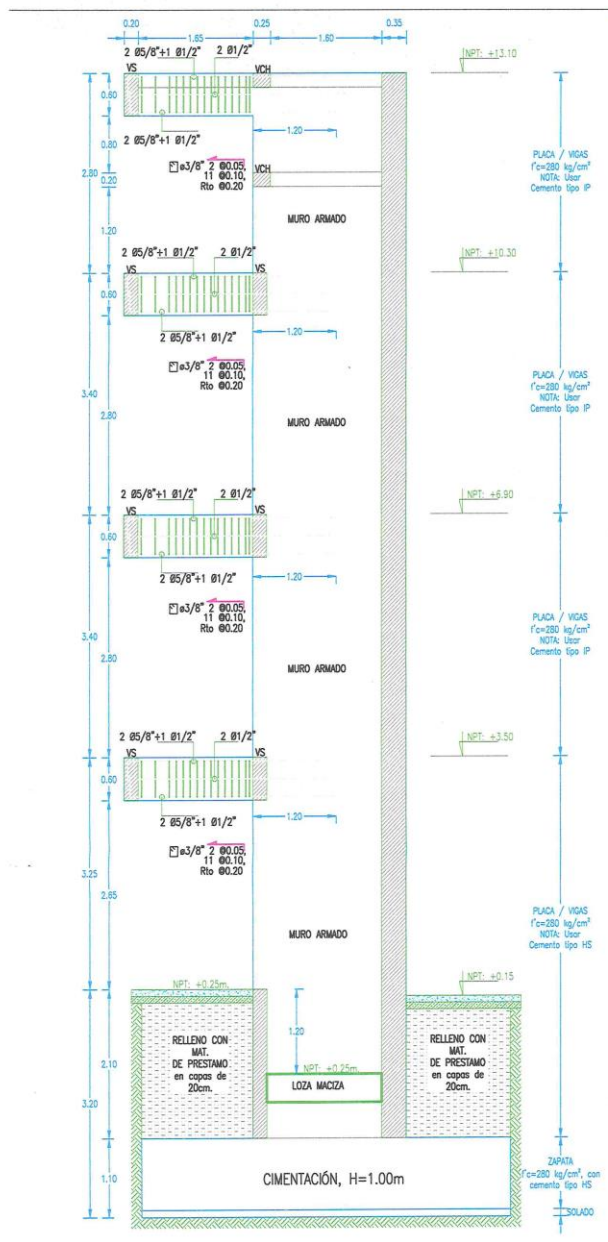 0.20 1.65 0.25 1.60 0.35
2 Ø5/8"+1 Ø1/2" 2 Ø1/2"
NPT: +13.10
VS VCH
0.60
2 Ø5/8"+1 Ø1/2"
1.20
0.80
2.80
ø3/8" 2 @0.05,
11 @0.10,
Rto @0.20
VCH
0.20
PLACA / VIGAS
f'c=280 kg/cm²
NOTA: Usar
Cemento tipo IP
MURO ARMADO
1.20
2 Ø5/8"+1 Ø1/2" 2 Ø1/2"
NPT: +10.30
VS VS
0.60
2 Ø5/8"+1 Ø1/2"
1.20
ø3/8" 2 @0.05,
11 @0.10,
Rto @0.20
3.40
2.80
PLACA / VIGAS
f'c=280 kg/cm²
NOTA: Usar
Cemento tipo IP
MURO ARMADO
2 Ø5/8"+1 Ø1/2" 2 Ø1/2"
NPT: +6.90
VS VS
0.60
2 Ø5/8"+1 Ø1/2"
1.20
ø3/8" 2 @0.05,
11 @0.10,
Rto @0.20
3.40
2.80
PLACA / VIGAS
f'c=280 kg/cm²
NOTA: Usar
Cemento tipo IP
MURO ARMADO
2 Ø5/8"+1 Ø1/2" 2 Ø1/2"
NPT: +3.50
VS VS
0.60
2 Ø5/8"+1 Ø1/2"
1.20
ø3/8" 2 @0.05,
11 @0.10,
Rto @0.20
3.25
2.65
PLACA / VIGAS
f'c=280 kg/cm²
NOTA: Usar
Cemento tipo HS
MURO ARMADO
NPT: +0.25m.
NPT: +0.15
1.20
RELLENO CON
MAT.
DE PRESTAMO
en capas de
20cm.
NPT: +0.25m.
LOZA MACIZA
RELLENO CON
MAT.
DE PRESTAMO
en capas de
20cm.
2.10
3.20
1.10
CIMENTACIÓN, H=1.00m
ZAPATA
f'c=280 kg/cm², con
cemento tipo HS
SOLADO